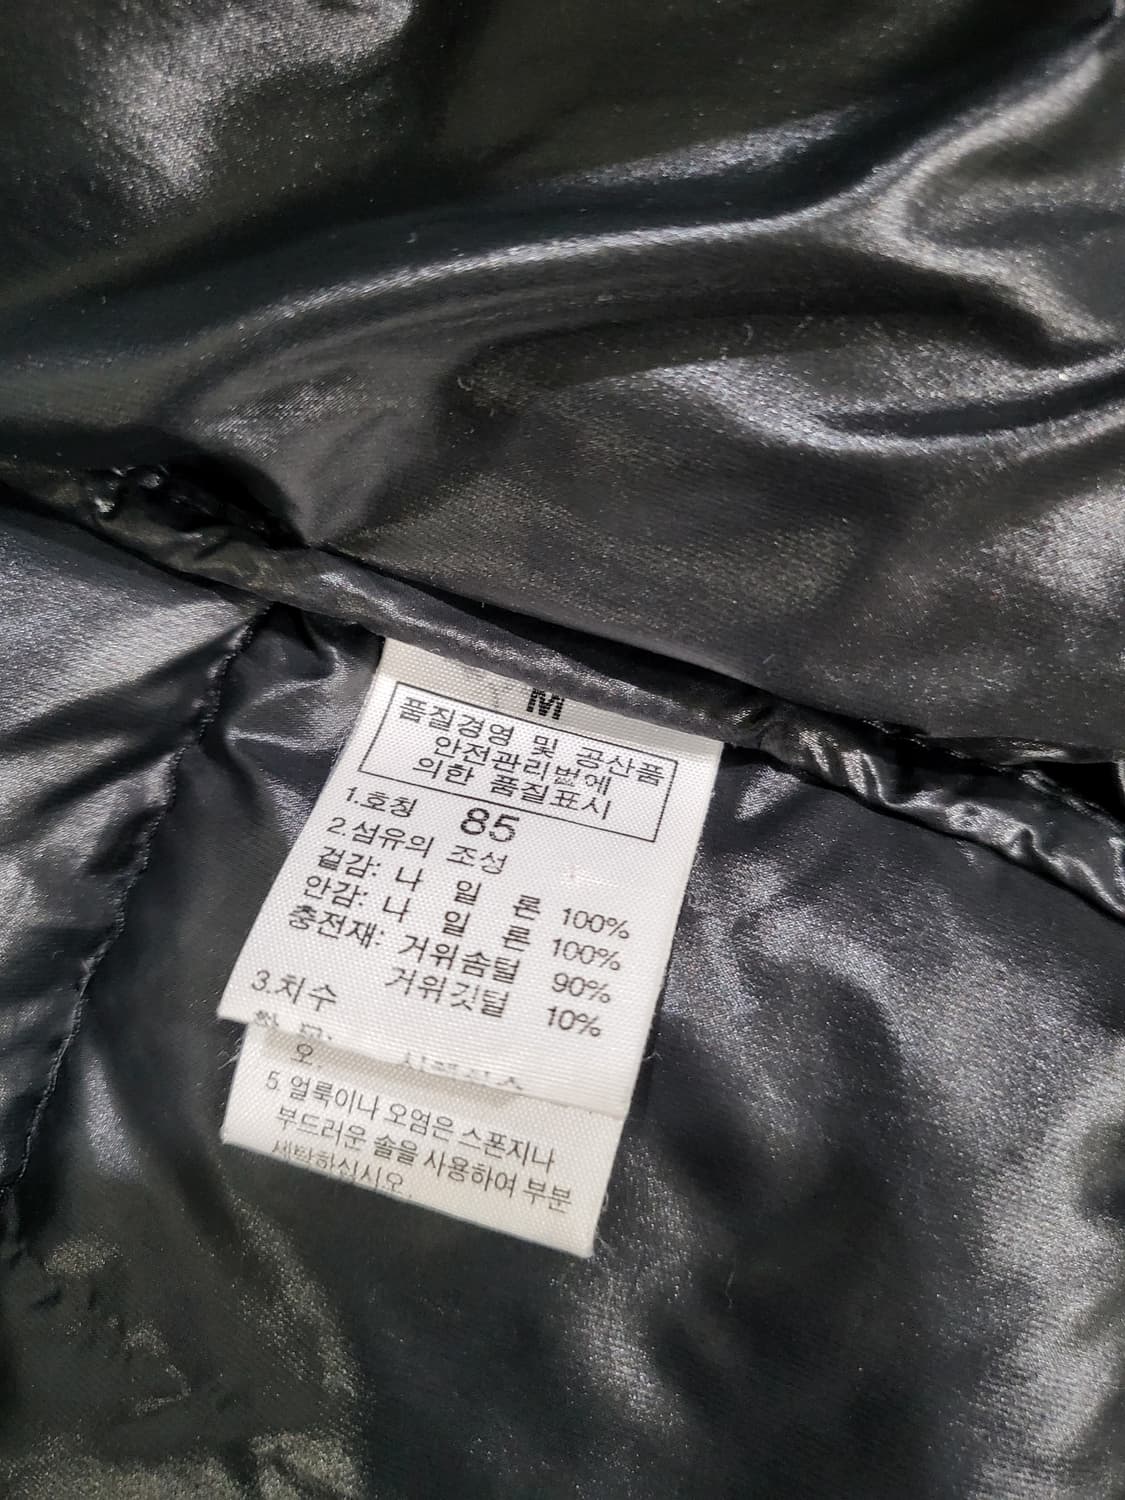 M
품질경영 및 공산품
안전관리법에
의한 품질표시
1.호칭 85
2.섬유의 조성
겉감: 나 일 론 100%
안감: 나 일 론 100%
충전재: 거위솜털 90%
거위깃털 10%
3.치수
오.
5. 얼룩이나 오염은 스폰지나
부드러운 솔을 사용하여 부분
세탁하십시오.